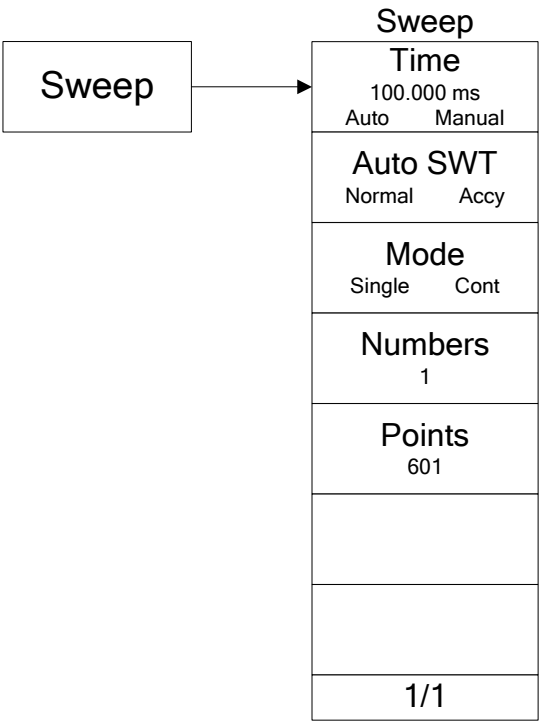 Sweep
Sweep
Time
100.000 ms
Auto Manual
Auto SWT
Normal Accy
Mode
Single Cont
Numbers
1
Points
601
1/1